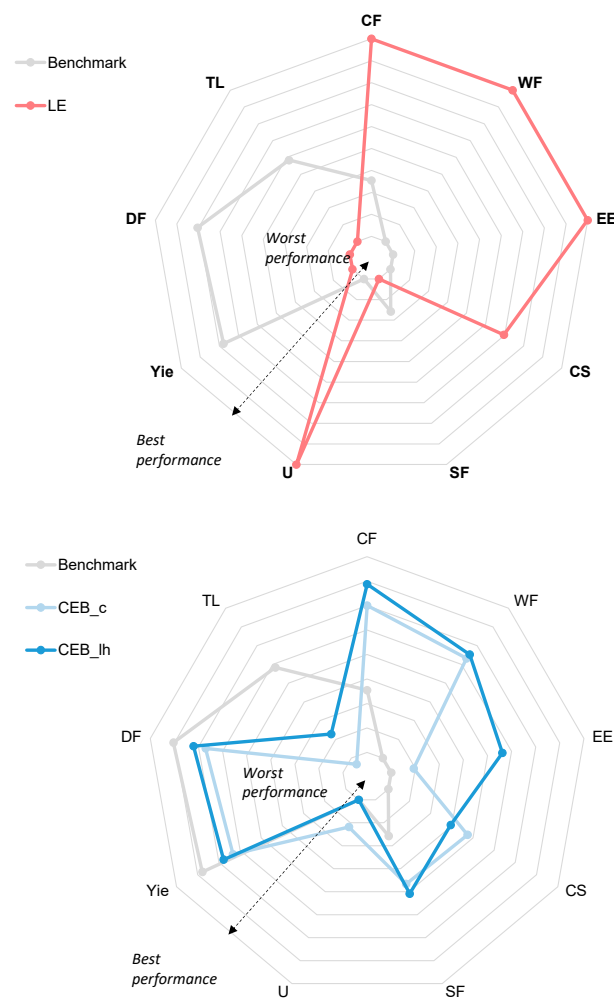 CF
Benchmark
TL
WF
LE
DF
EE
Worst
performance
Yie
CS
Best
performance
U
SF
CF
Benchmark
TL
WF
CEB_c
CEB_lh
DF
EE
Worst
performance
Yie
CS
Best
performance
U
SF